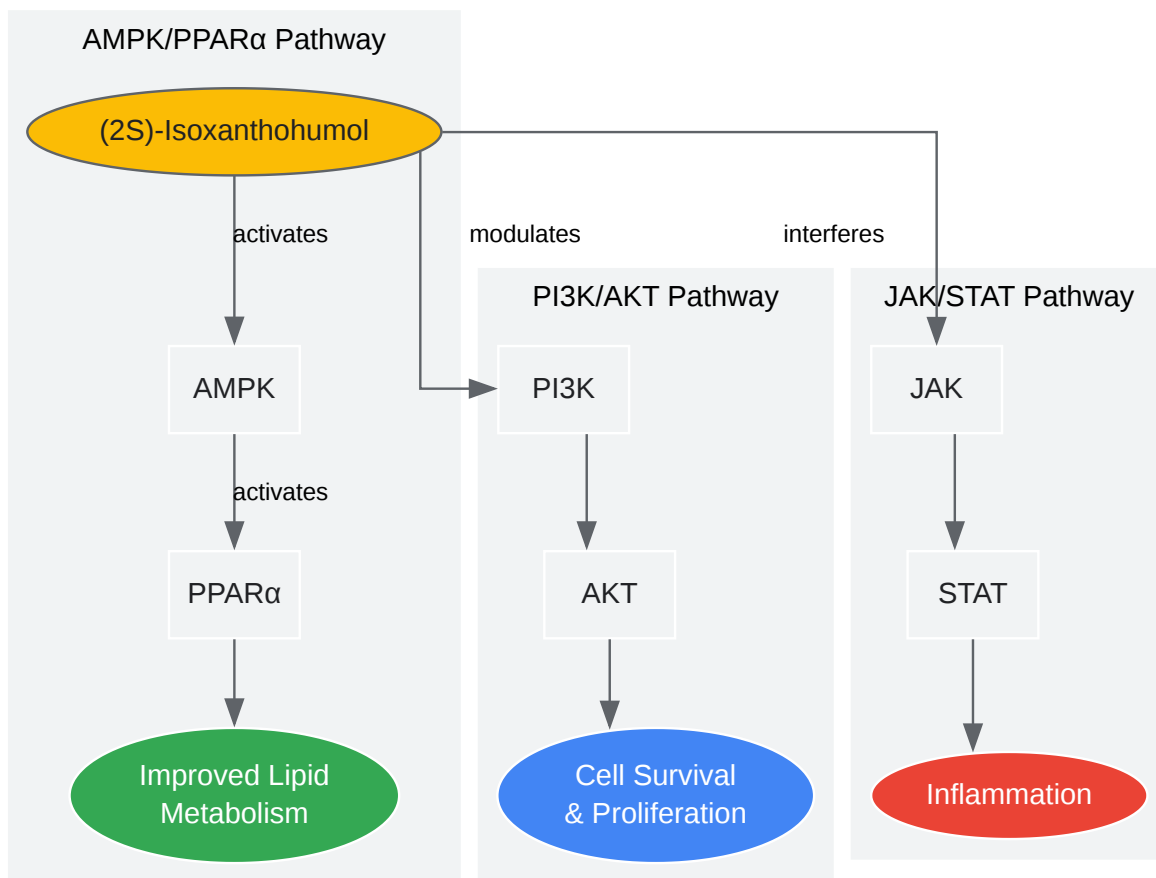 AMPK/PPARα Pathway
(2S)-Isoxanthohumol
activates
modulates
interferes
PI3K/AKT Pathway
JAK/STAT Pathway
AMPK
PI3K
JAK
activates
PPARα
AKT
STAT
Improved Lipid
Metabolism
Cell Survival
& Proliferation
Inflammation